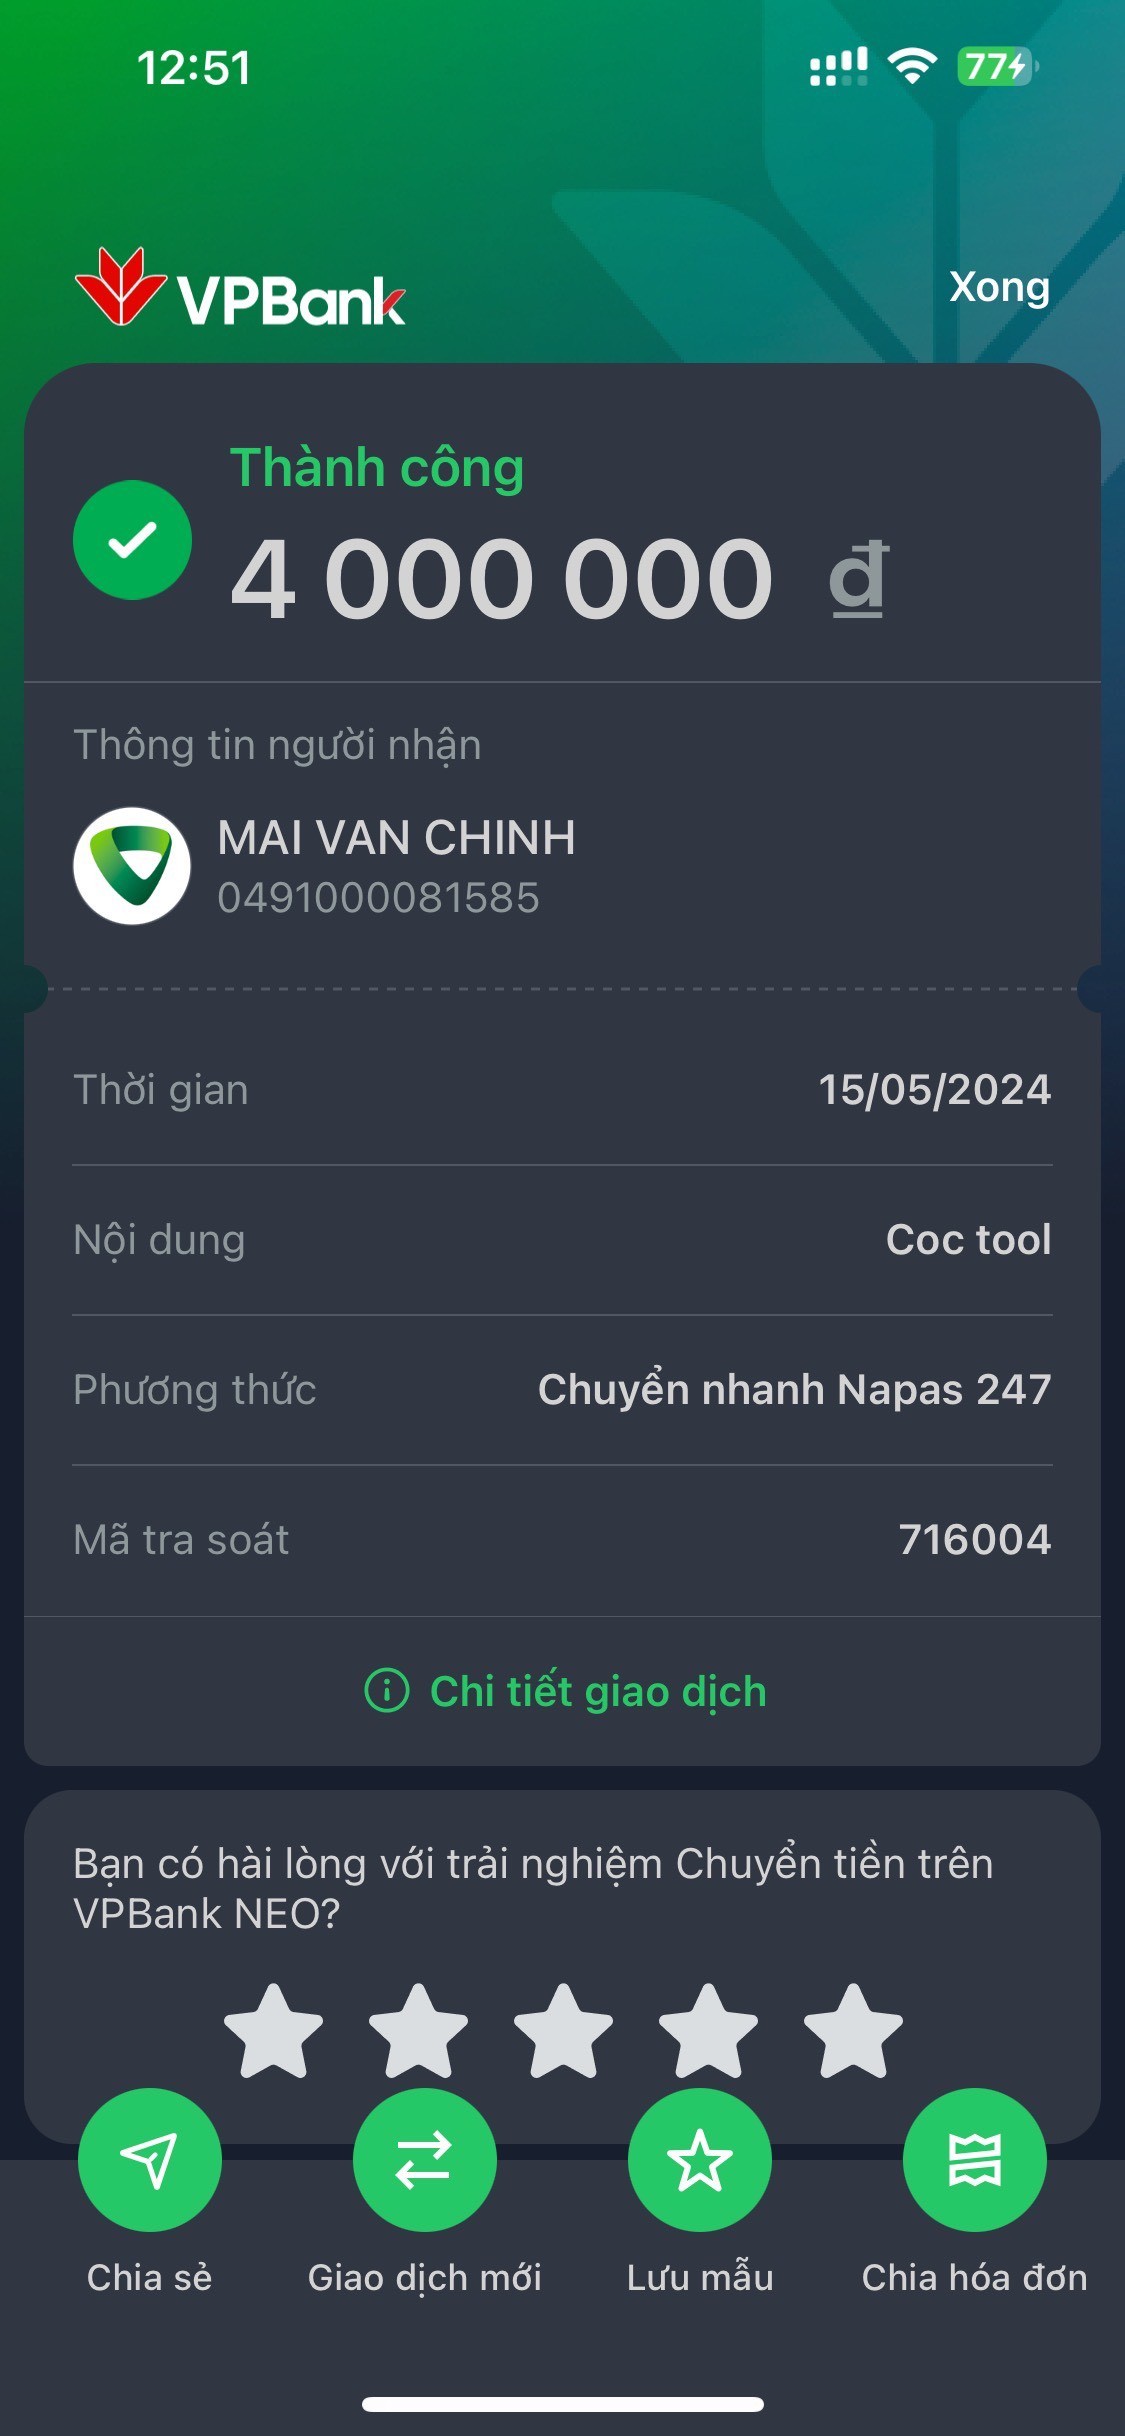 12:51
77
VPBank
Xong
Thành công
4 000 000 đ
Thông tin người nhận
MAI VAN CHINH
0491000081585
Thời gian 15/05/2024
Nội dung Coc tool
Phương thức Chuyển nhanh Napas 247
Mã tra soát 716004
Chi tiết giao dịch
Bạn có hài lòng với trải nghiệm Chuyển tiền trên
VPBank NEO?
Chia sẻ Giao dịch mới Lưu mẫu Chia hóa đơn